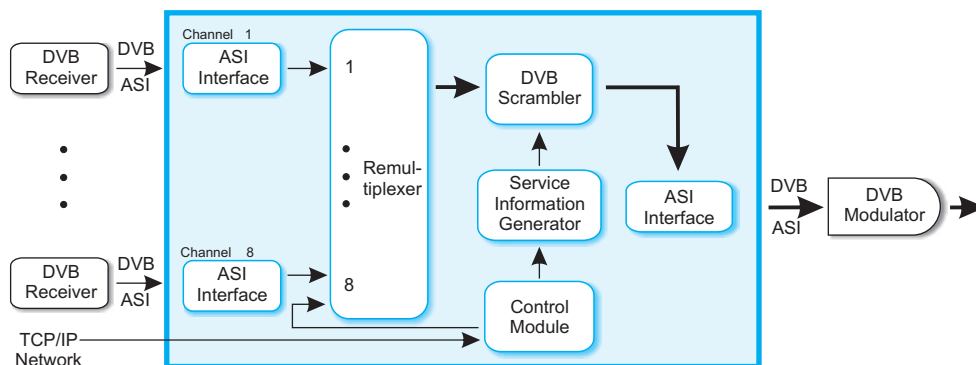 DVB
Receiver
DVB
ASI
Channel 1
ASI
Interface
1
DVB
Scrambler
Remul-
tiplexer
Service
Information
Generator
ASI
Interface
DVB
ASI
DVB
Modulator
DVB
Receiver
DVB
ASI
Channel 8
ASI
Interface
8
Control
Module
TCP/IP
Network